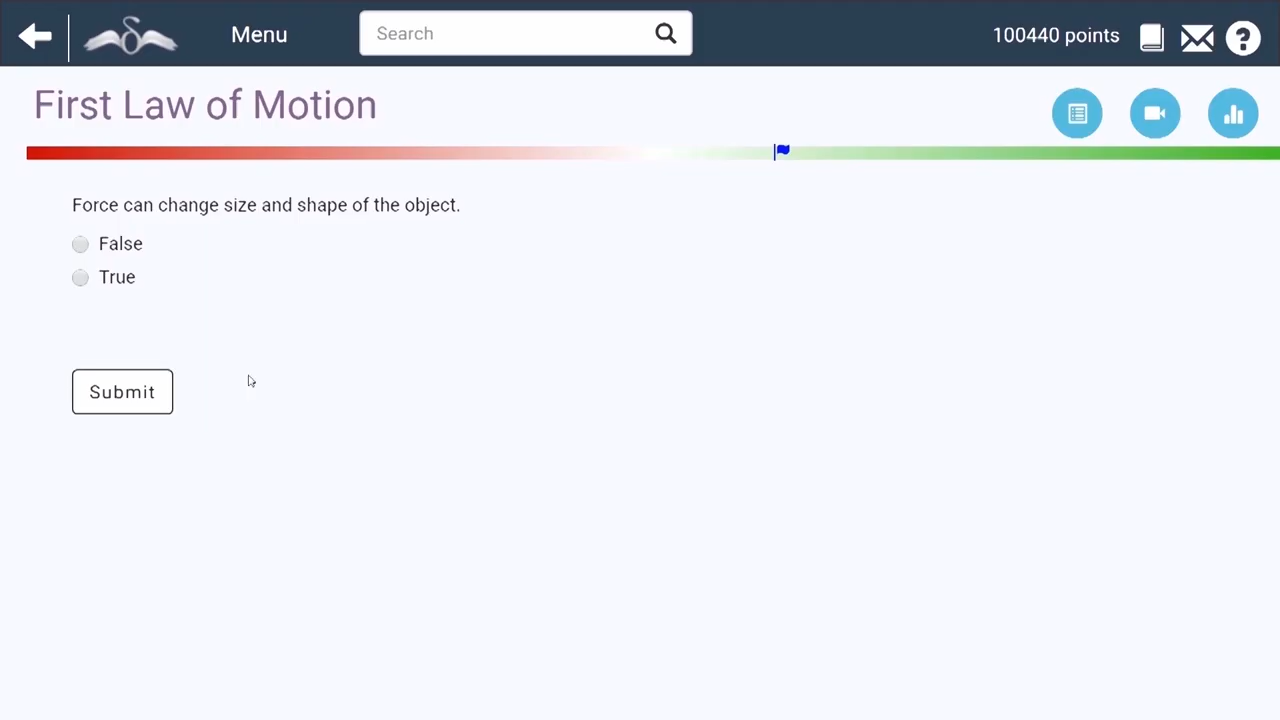 Menu
Search
100440 points
First Law of Motion
Force can change size and shape of the object.
False
True
Submit